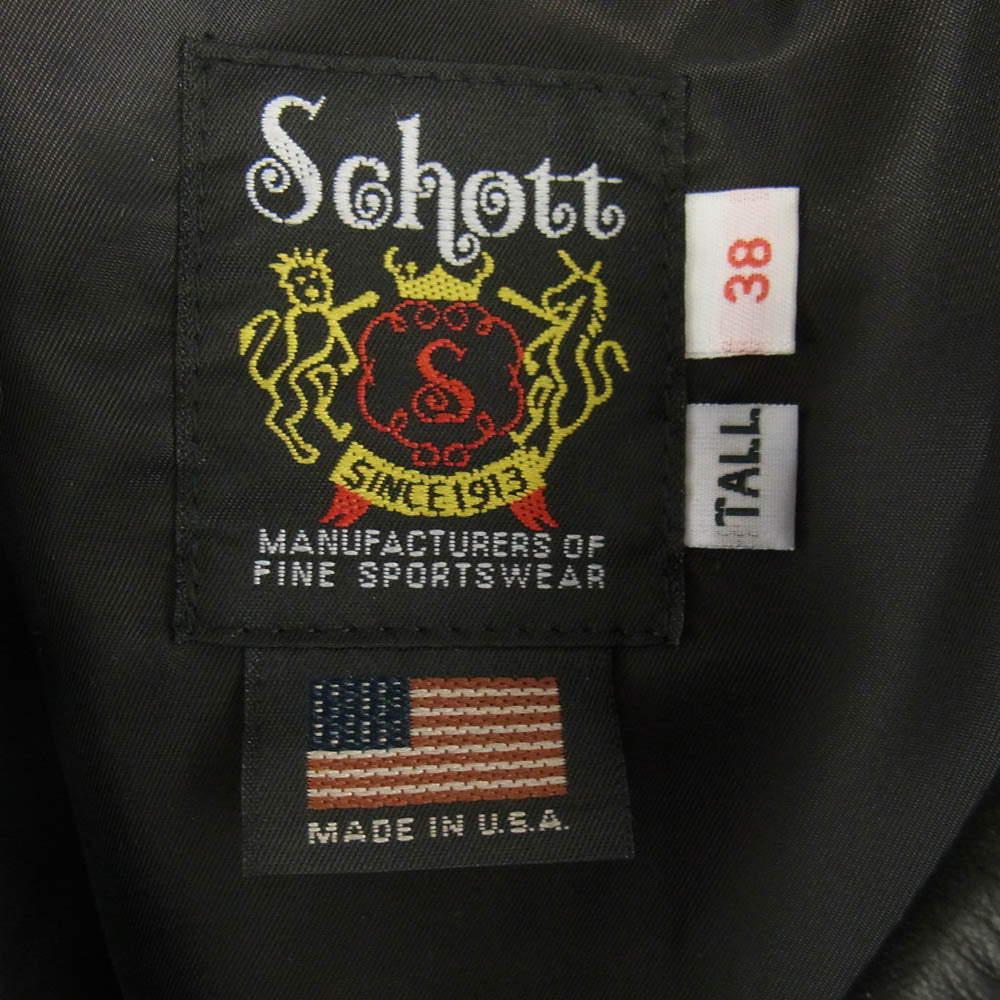 Schott
S
SINCE 1913
MANUFACTURERS OF
FINE SPORTSWEAR
38
TALL
MADE IN U.S.A.